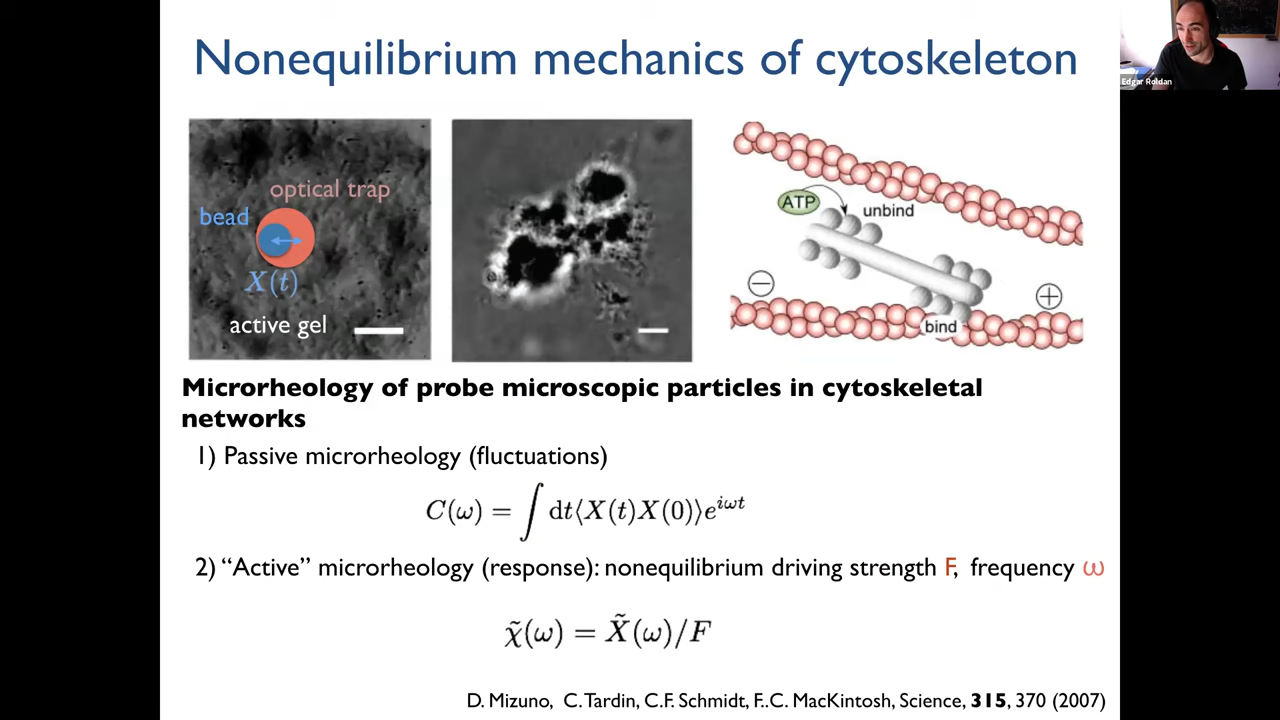 Nonequilibrium mechanics of cytoskeleton
Edgar Roldan
optical trap
bead
X(t)
active gel
ATP
unbind
−
+
bind
Microrheology of probe microscopic particles in cytoskeletal
networks
1) Passive microrheology (fluctuations)
C(ω) = ∫ dt⟨X(t)X(0)⟩e^{iωt}
2) “Active” microrheology (response): nonequilibrium driving strength F, frequency ω
χ̃(ω) = X̃(ω)/F
D. Mizuno, C. Tardin, C.F. Schmidt, F.. C. MacKintosh, Science, 315, 370 (2007)